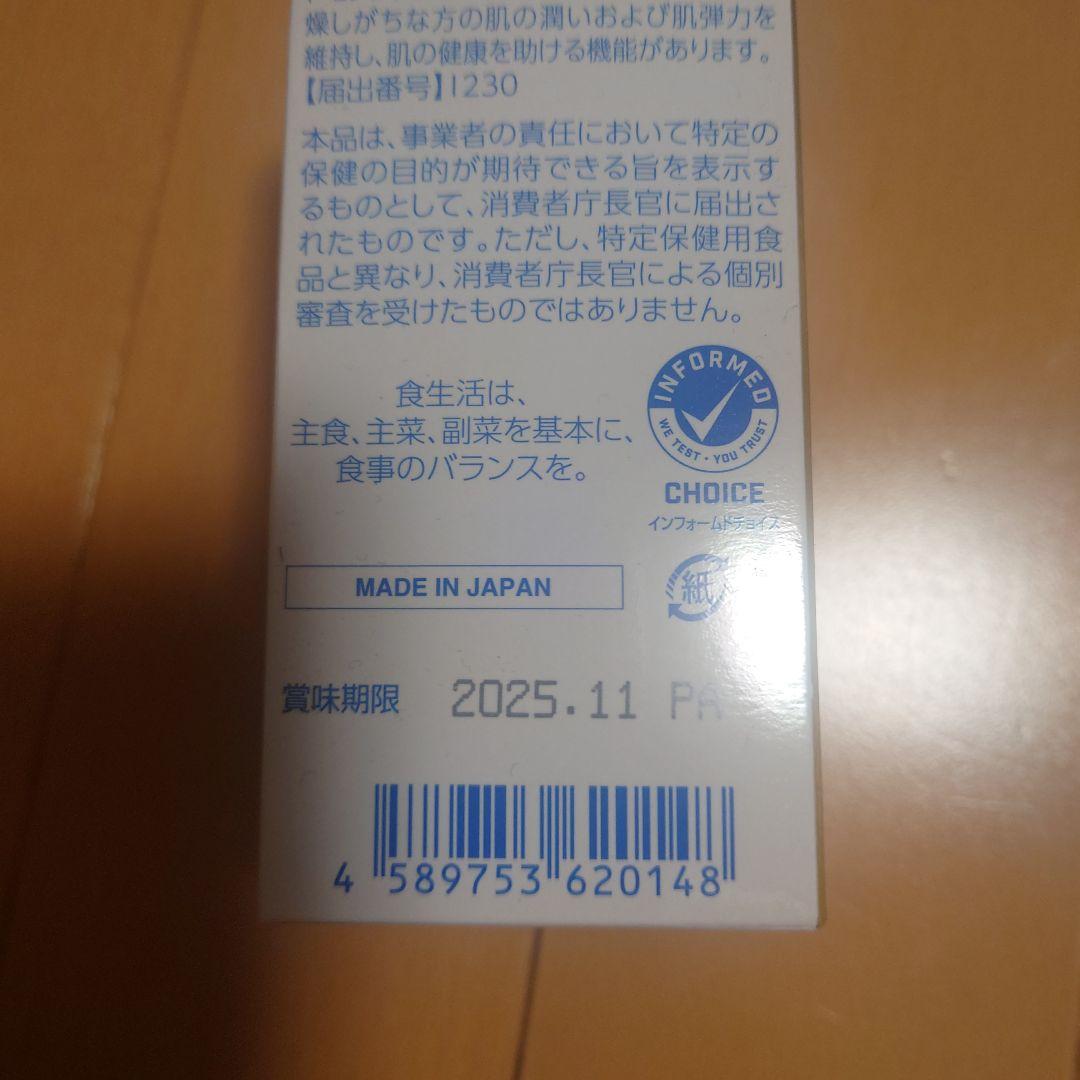 燥しがちな方の肌の潤いおよび肌弾力を
維持し、肌の健康を助ける機能があります。
【届出番号】I230
本品は、事業者の責任において特定の
保健の目的が期待できる旨を表示す
るものとして、消費者庁長官に届出さ
れたものです。ただし、特定保健用食
品と異なり、消費者庁長官による個別
審査を受けたものではありません。
食生活は、
主食、主菜、副菜を基本に、
食事のバランスを。
INFORMED
WE TEST・YOU TRUST
CHOICE
インフォームドチョイス
MADE IN JAPAN
紙
賞味期限 2025.11 PA
4 589753 620148